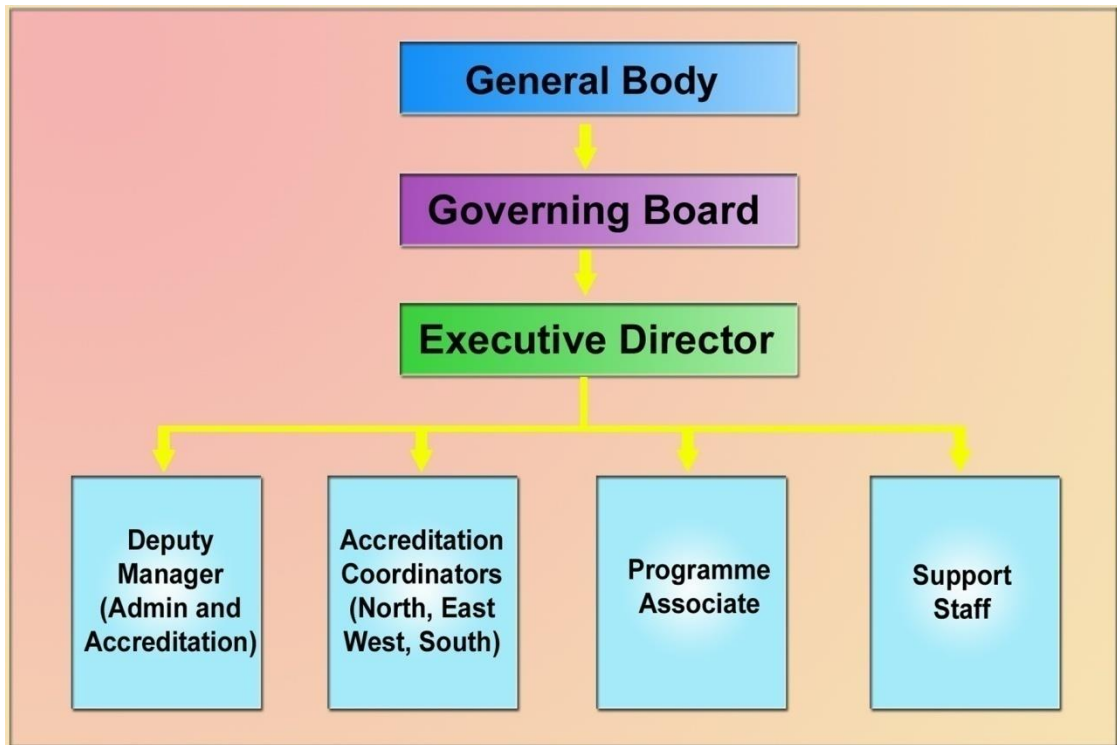 General Body
Governing Board
Executive Director
Deputy
Manager
(Admin and
Accreditation)
Accreditation
Coordinators
(North, East
West, South)
Programme
Associate
Support
Staff